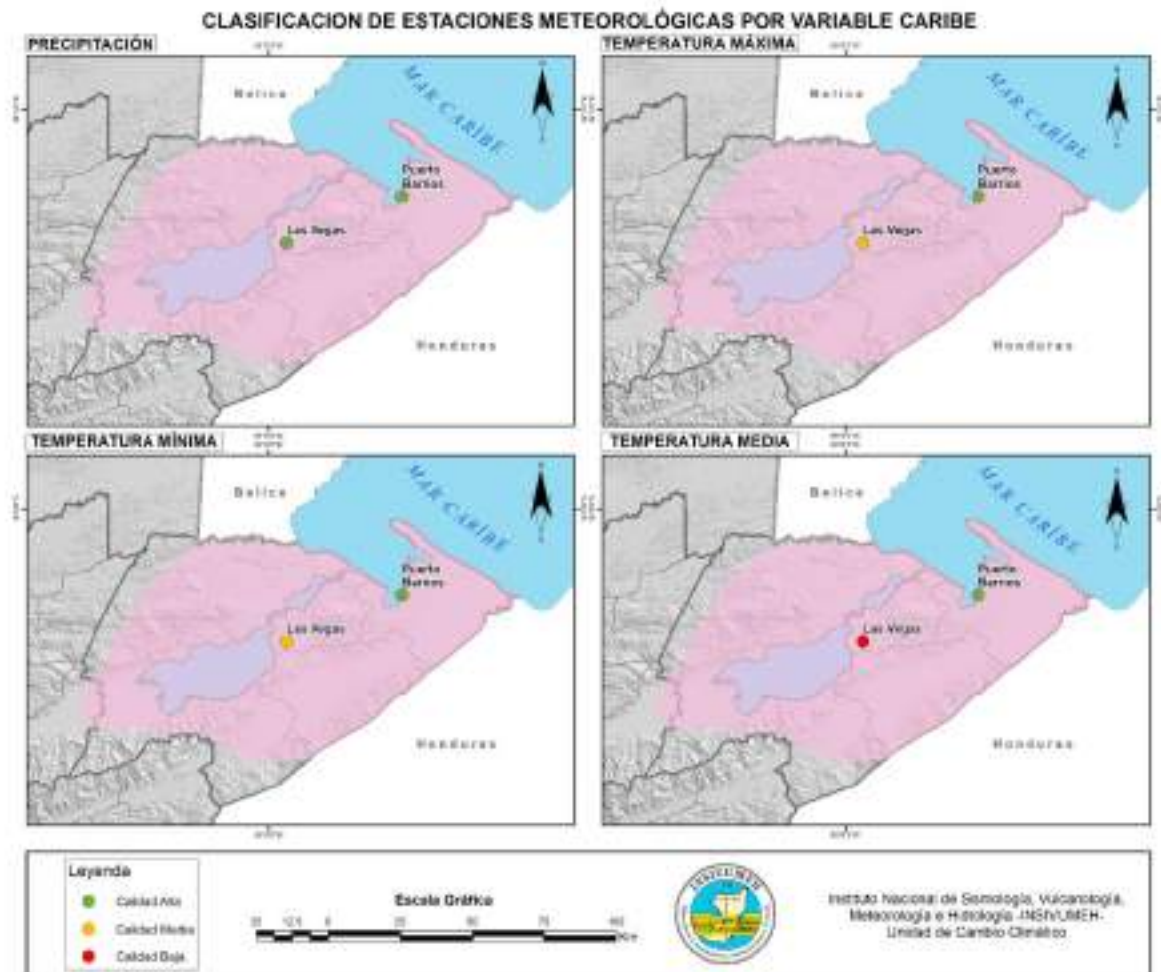 CLASIFICACION DE ESTACIONES METEOROLÓGICAS POR VARIABLE CARIBE
PRECIPITACIÓN
Belice
MAR CARIBE
Puerto
Barrios
Las Vegas
Honduras
TEMPERATURA MÁXIMA
Belice
MAR CARIBE
Puerto
Barrios
Las Vegas
Honduras
TEMPERATURA MÍNIMA
Belice
MAR CARIBE
Puerto
Barrios
Las Vegas
Honduras
TEMPERATURA MEDIA
Belice
MAR CARIBE
Puerto
Barrios
Las Vegas
Honduras
Leyenda
Calidad Alta
Calidad Media
Calidad Baja
Escala Gráfica
INSIVUMEH
Instituto Nacional de Sismología, Vulcanología,
Meteorología e Hidrología -INSIVUMEH-
Unidad de Cambio Climático